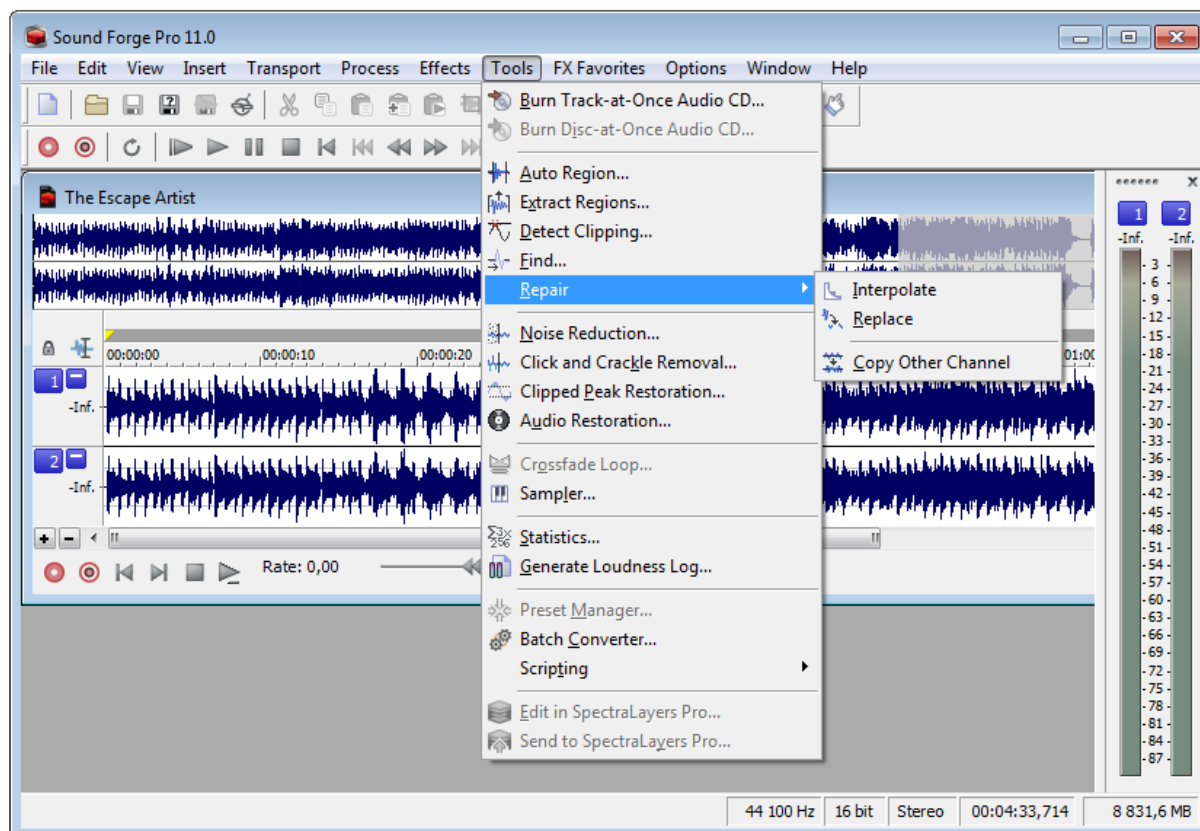 Sound Forge Pro 11.0
File Edit View Insert Transport Process Effects Tools FX Favorites Options Window Help
Burn Track-at-Once Audio CD...
Burn Disc-at-Once Audio CD...
Auto Region...
Extract Regions...
Detect Clipping...
Find...
Repair
Interpolate
Replace
Copy Other Channel
Noise Reduction...
Click and Crackle Removal...
Clipped Peak Restoration...
Audio Restoration...
Crossfade Loop...
Sampler...
Statistics...
Generate Loudness Log...
Preset Manager...
Batch Converter...
Scripting
Edit in SpectraLayers Pro...
Send to SpectraLayers Pro...
The Escape Artist
00:00:00 00:00:10 00:00:20 01:00
1
-Inf.
2
-Inf.
Rate: 0,00
1 2
-Inf. -Inf.
- 3 -
- 6 -
- 9 -
- 12 -
- 15 -
- 18 -
- 21 -
- 24 -
- 27 -
- 30 -
- 33 -
- 36 -
- 39 -
- 42 -
- 45 -
- 48 -
- 51 -
- 54 -
- 57 -
- 60 -
- 63 -
- 66 -
- 69 -
- 72 -
- 75 -
- 78 -
- 81 -
- 84 -
- 87 -
44 100 Hz 16 bit Stereo 00:04:33,714 8 831,6 MB